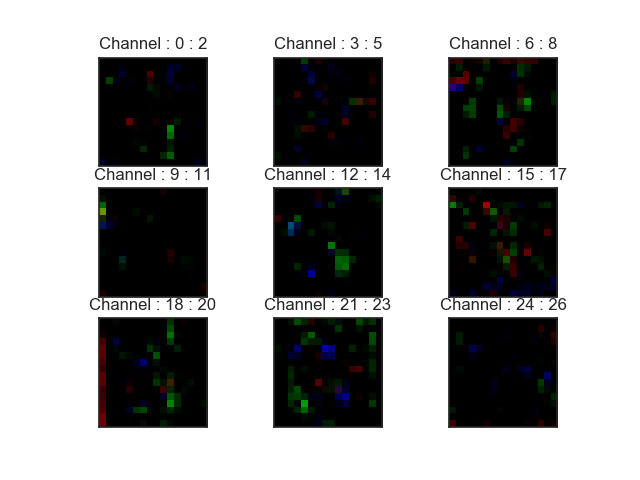 Channel : 0 : 2
Channel : 3 : 5
Channel : 6 : 8
Channel : 9 : 11
Channel : 12 : 14
Channel : 15 : 17
Channel : 18 : 20
Channel : 21 : 23
Channel : 24 : 26